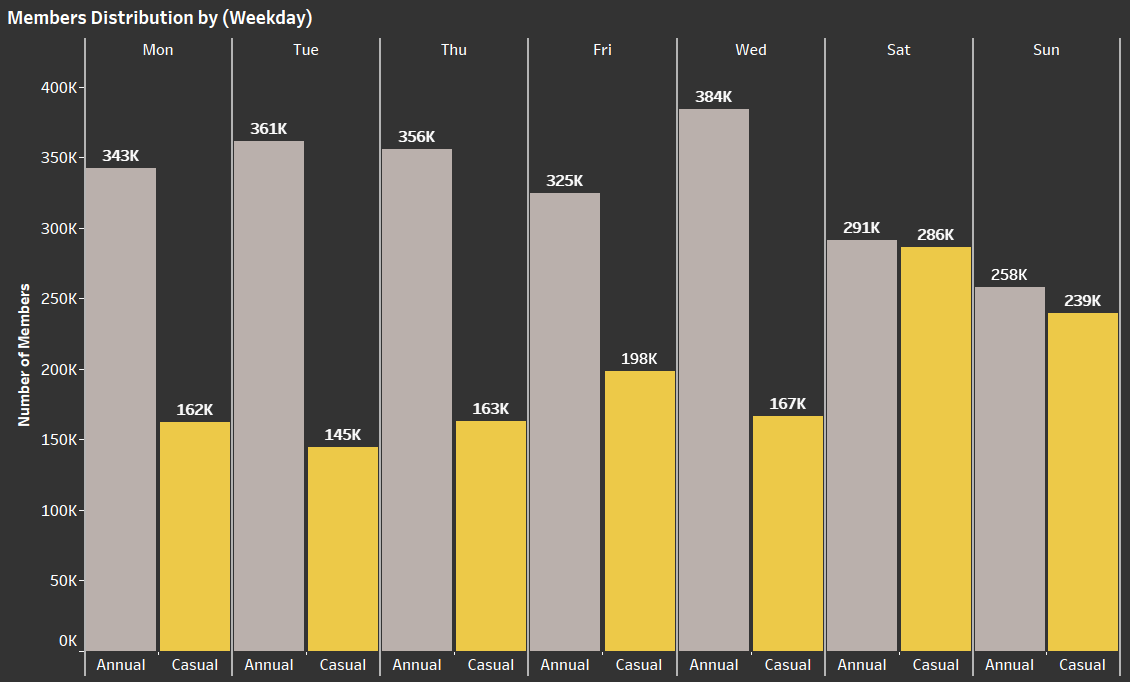 Members Distribution by (Weekday)
Mon Tue Thu Fri Wed Sat Sun
Number of Members
400K
350K
300K
250K
200K
150K
100K
50K
0K
343K 162K 361K 145K 356K 163K 325K 198K 384K 167K 291K 286K 258K 239K
Annual Casual Annual Casual Annual Casual Annual Casual Annual Casual Annual Casual Annual Casual